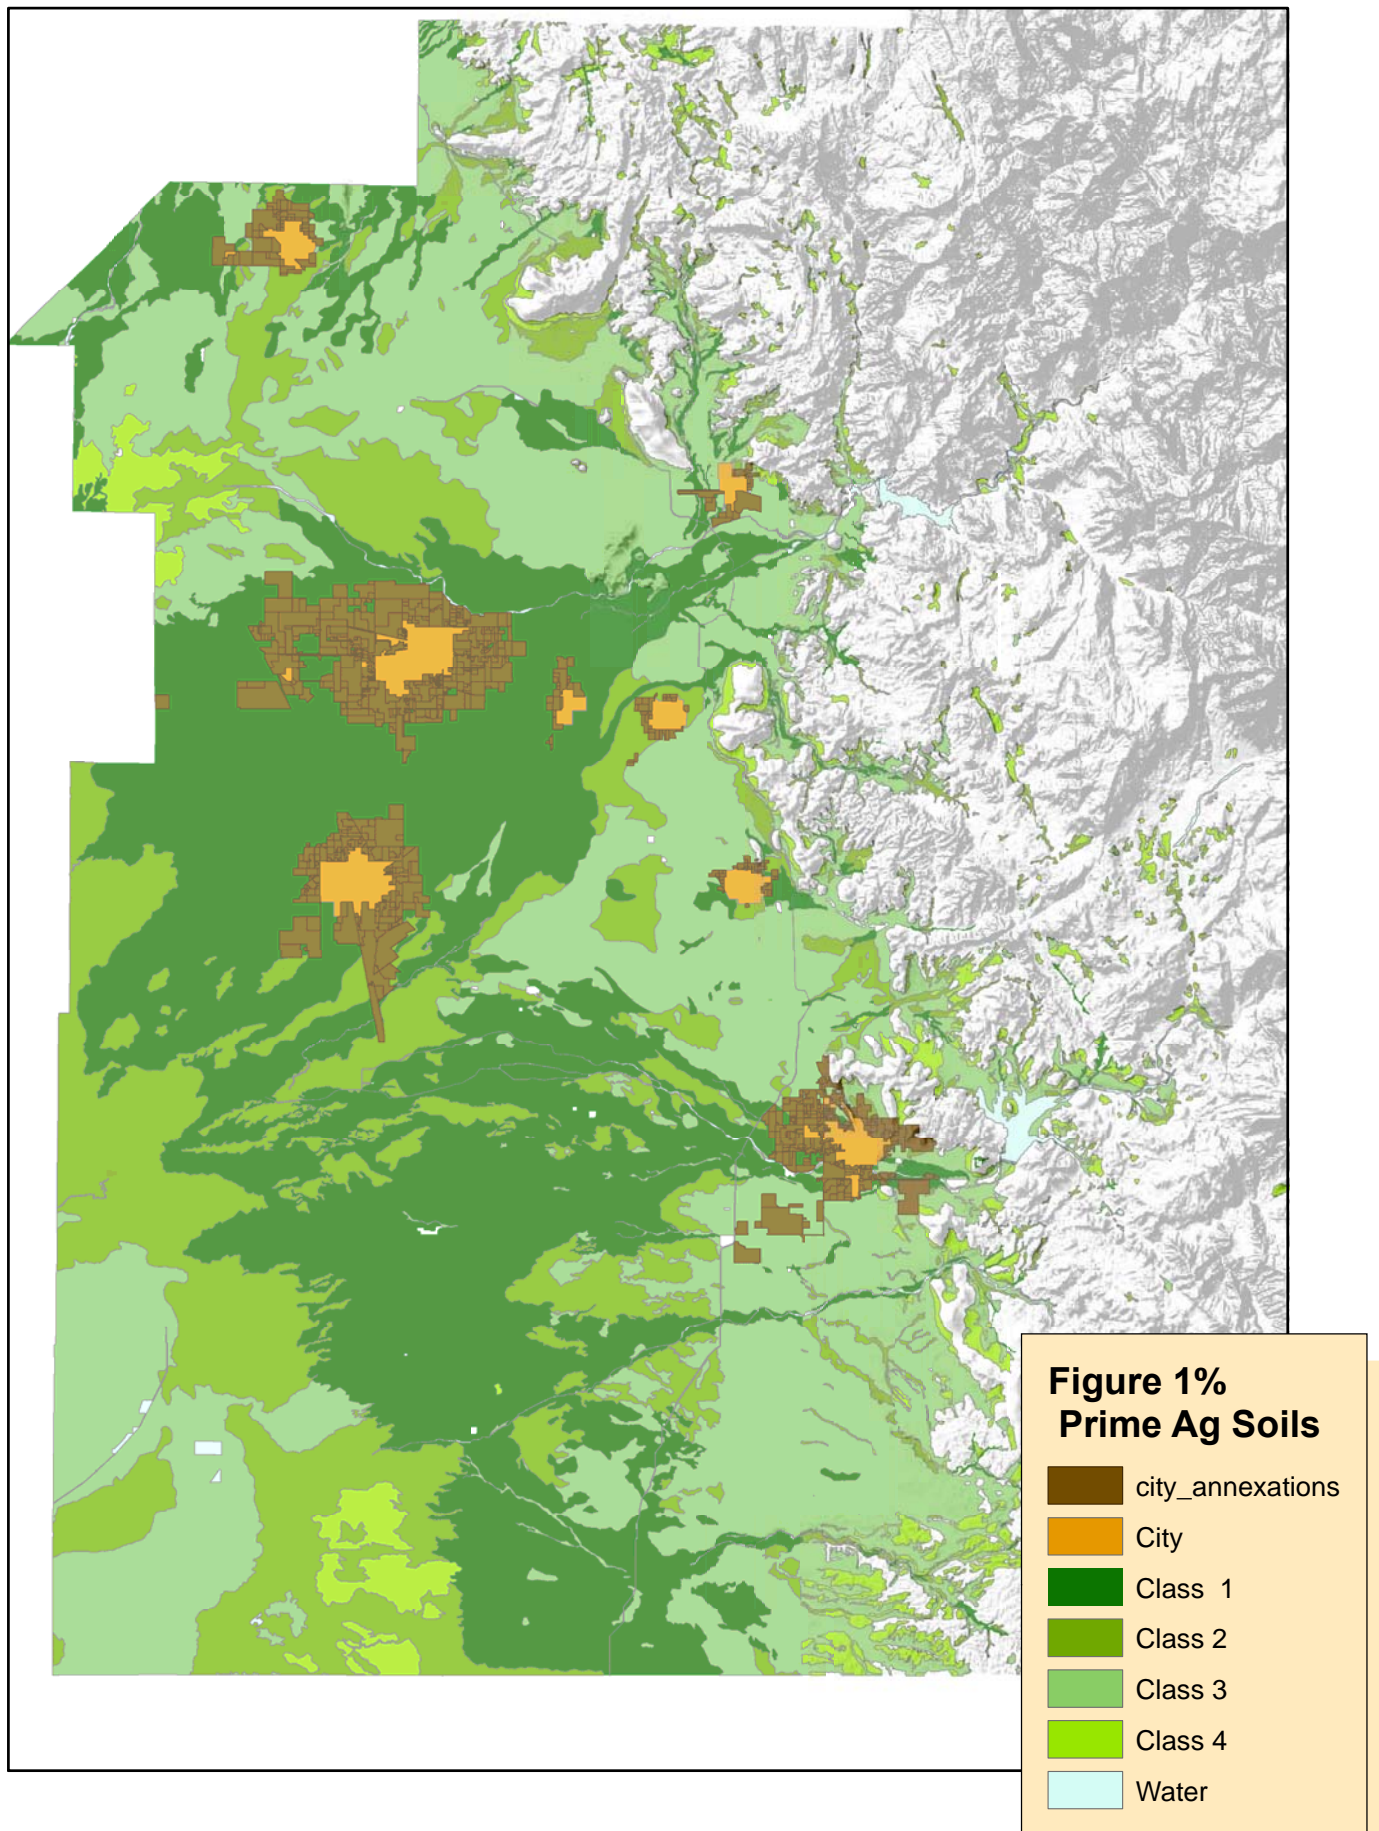 Figure 1%
Prime Ag Soils
city_annexations
City
Class 1
Class 2
Class 3
Class 4
Water